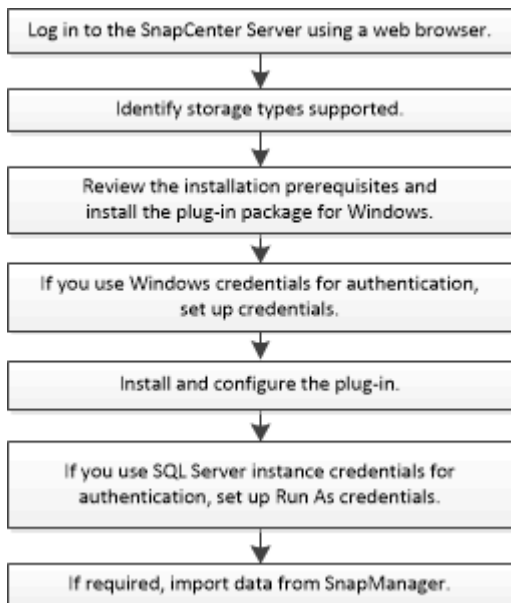 Log in to the SnapCenter Server using a web browser.
Identify storage types supported.
Review the installation prerequisites and
install the plug-in package for Windows.
If you use Windows credentials for authentication,
set up credentials.
Install and configure the plug-in.
If you use SQL Server instance credentials for
authentication, set up Run As credentials.
If required, import data from SnapManager.